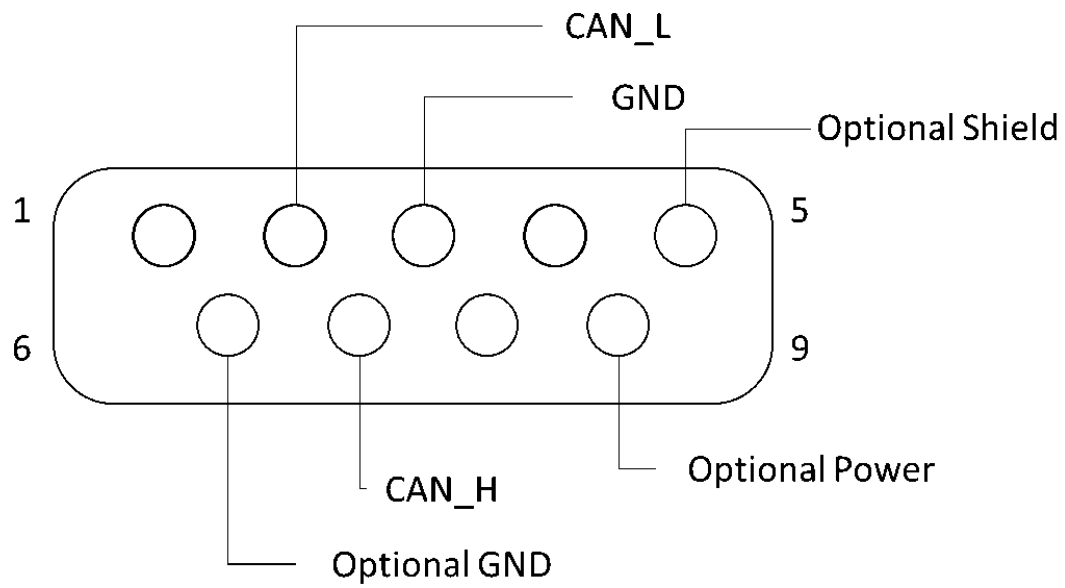 CAN_L
GND
Optional Shield
1
5
6
9
Optional Power
CAN_H
Optional GND